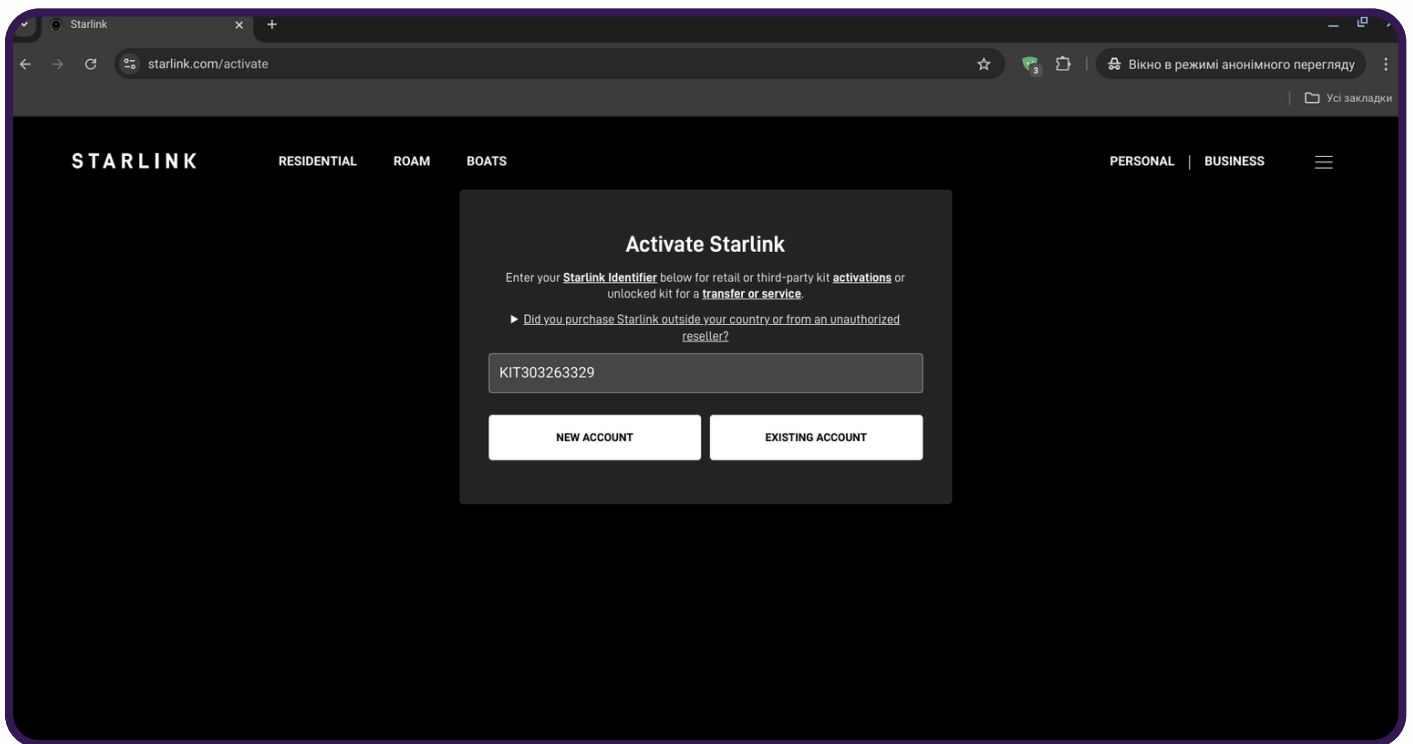 Starlink
starlink.com/activate
3
Вікно в режимі анонімного перегляду
Усі закладки
STARLINK
RESIDENTIAL
ROAM
BOATS
PERSONAL | BUSINESS
Activate Starlink
Enter your Starlink Identifier below for retail or third-party kit activations or
unlocked kit for a transfer or service.
Did you purchase Starlink outside your country or from an unauthorized
reseller?
KIT303263329
NEW ACCOUNT
EXISTING ACCOUNT